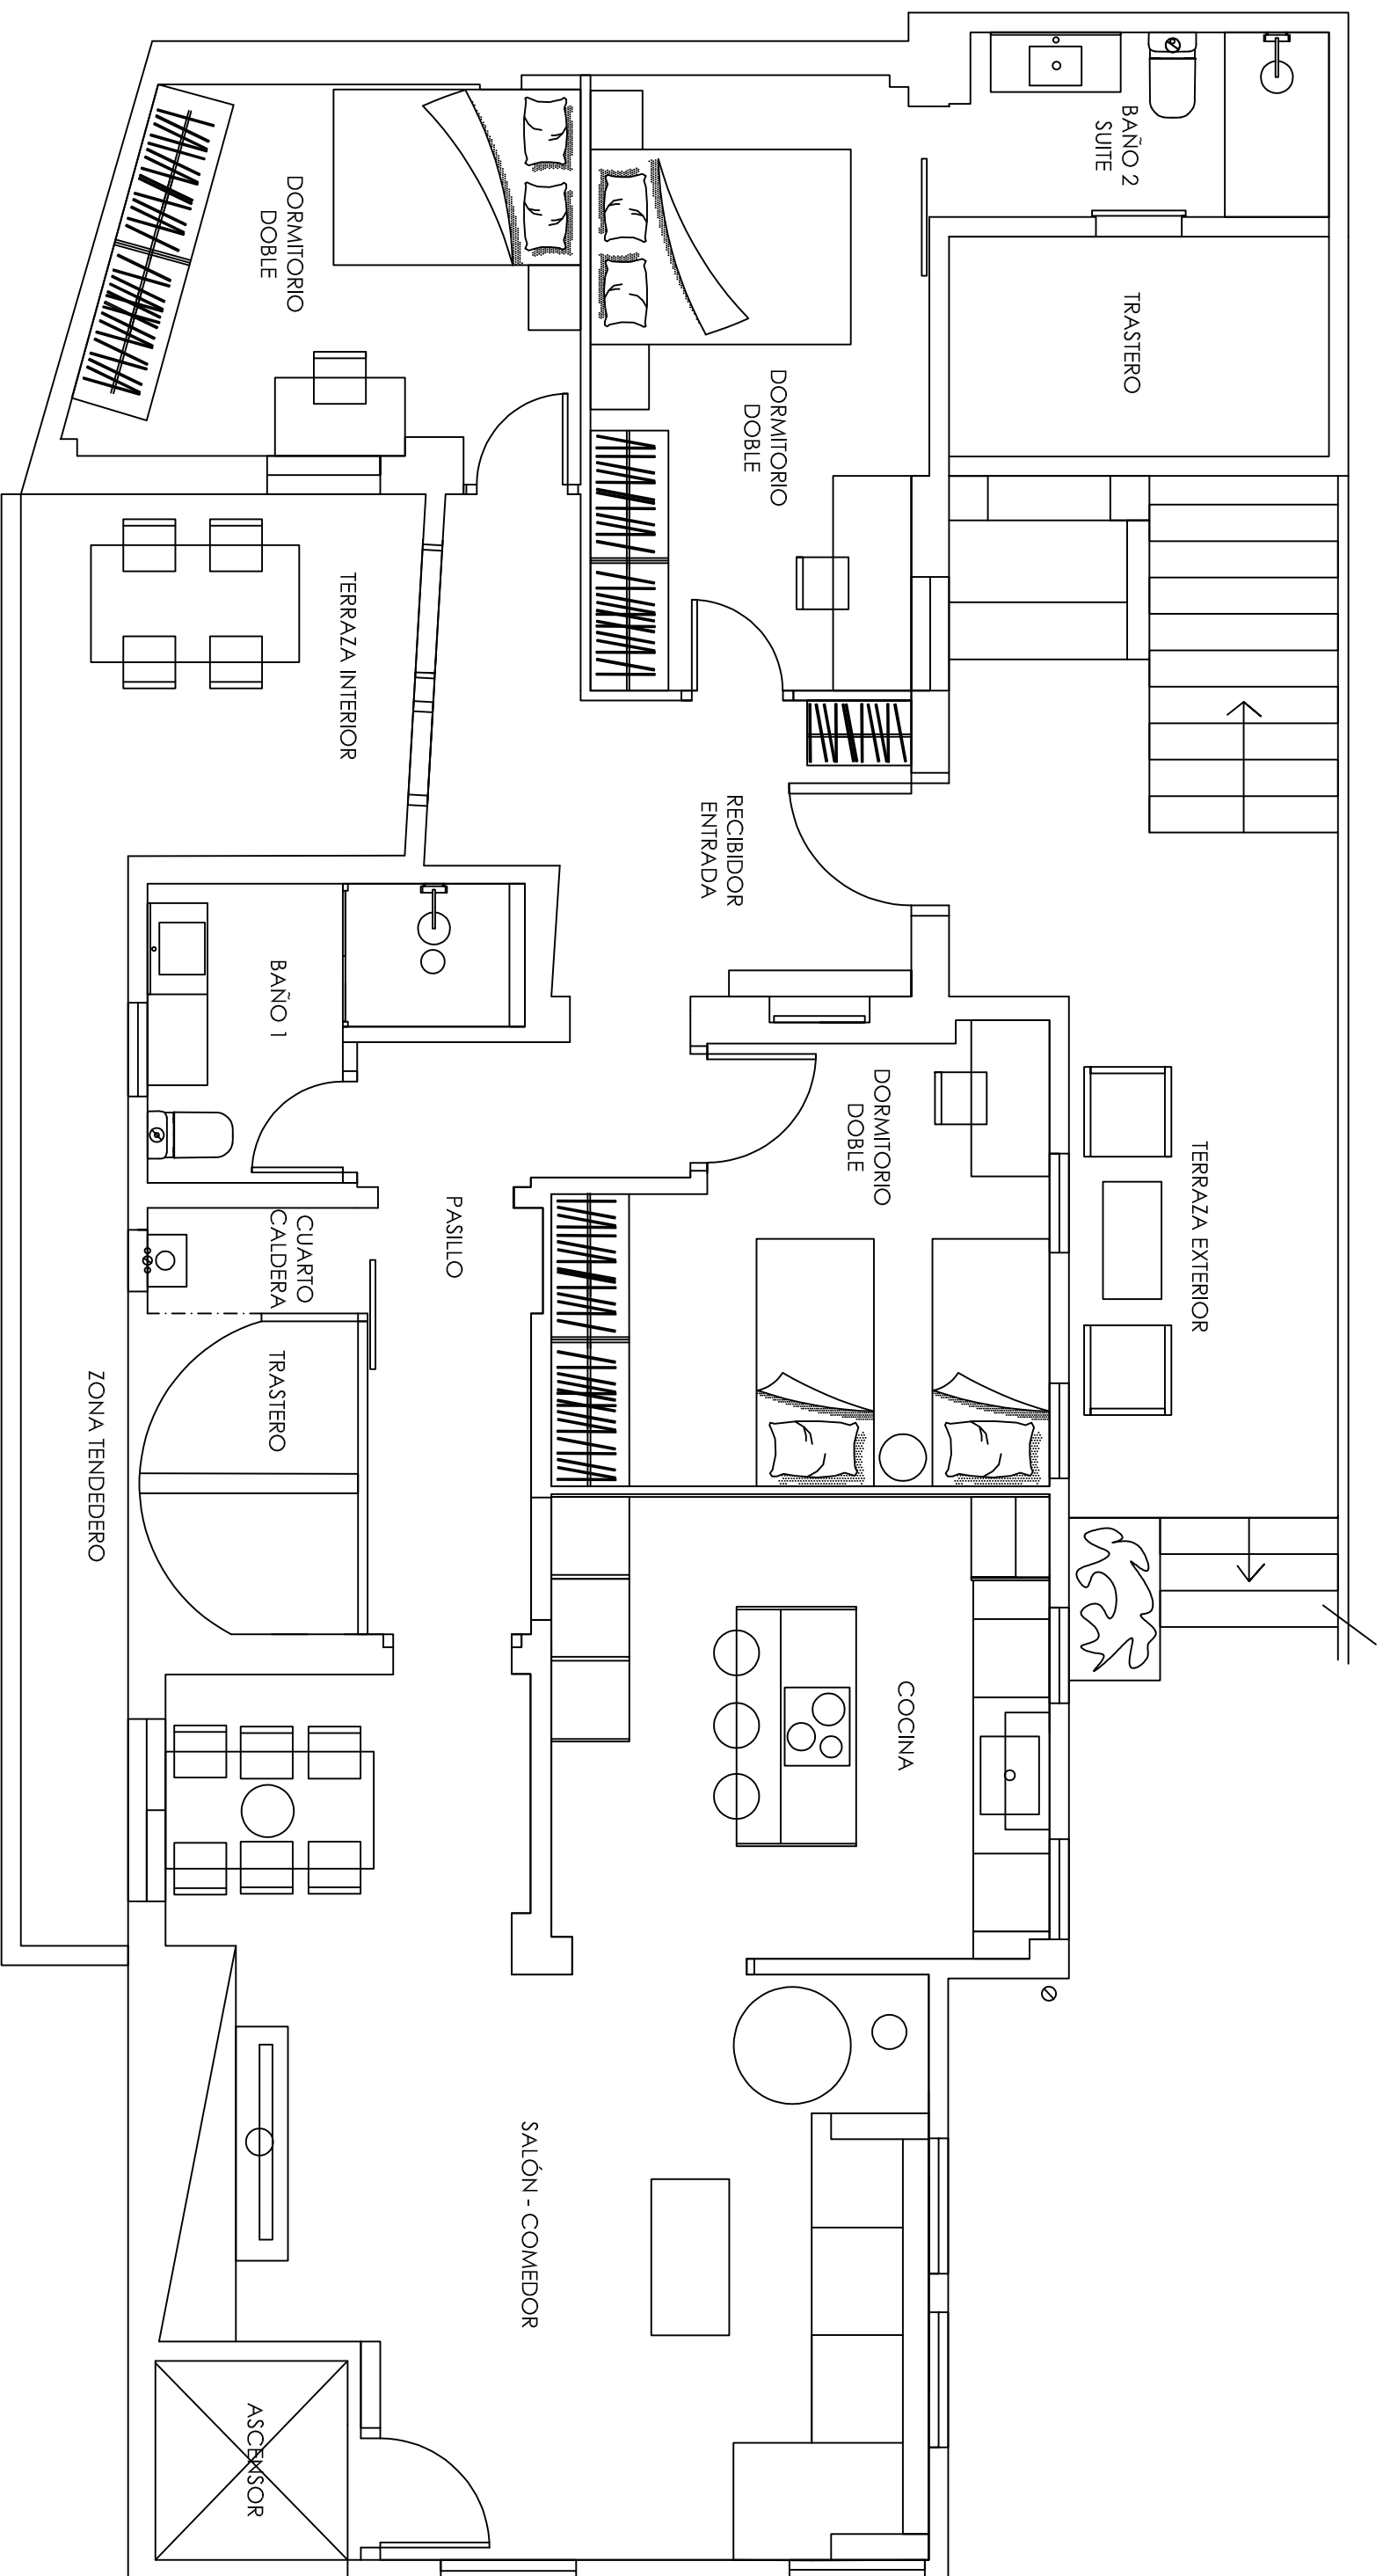 BAÑO 2
SUITE
TRASTERO
DORMITORIO
DOBLE
DORMITORIO
DOBLE
TERRAZA INTERIOR
RECIBIDOR
ENTRADA
TERRAZA EXTERIOR
DORMITORIO
DOBLE
BAÑO 1
PASILLO
CUARTO
CALDERA
TRASTERO
ZONA TENDEDERO
COCINA
SALÓN - COMEDOR
ASCENSOR